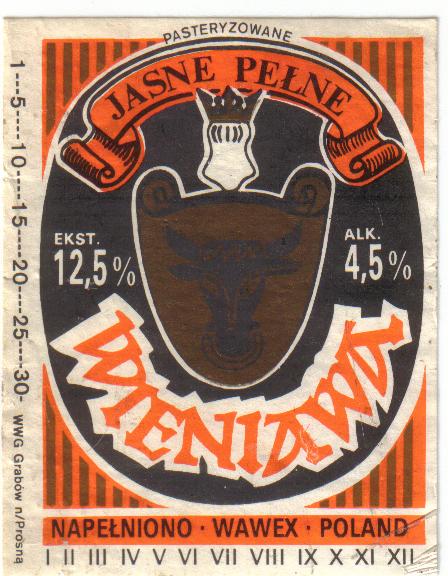 PASTERYZOWANE
JASNE PEŁNE
EKST.
12,5%
ALK.
4,5%
WIENIAWA
NAPEŁNIONO · WAWEX · POLAND
I II III IV V VI VII VIII IX X XI XII
1---5----10----15----20---25---30- WWG Grabów n/Prosną